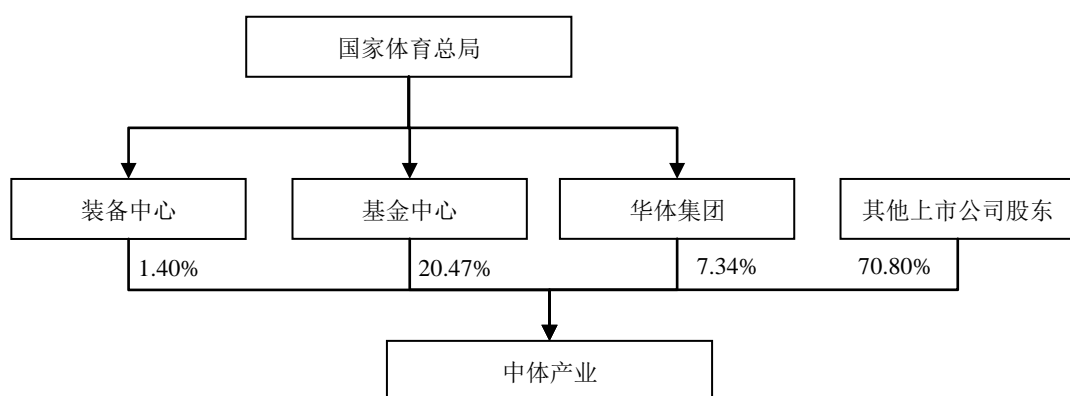 国家体育总局
装备中心
基金中心
华体集团
其他上市公司股东
1.40%
20.47%
7.34%
70.80%
中体产业